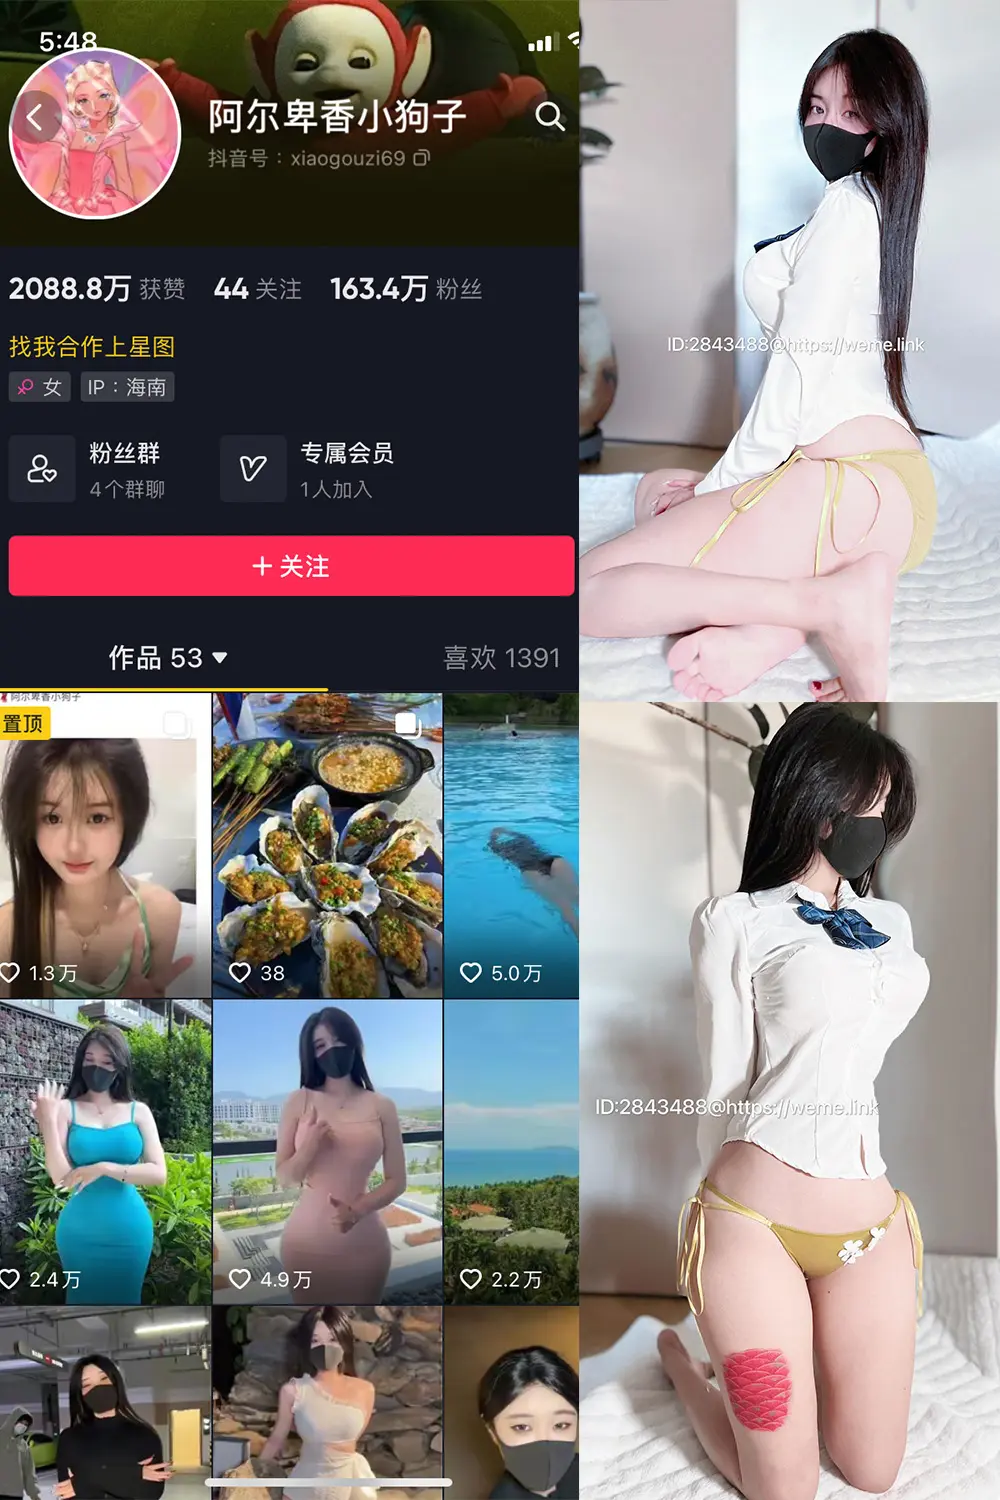 5:48
阿尔卑香小狗子
抖音号：xiaogouzi69
2088.8万 获赞 44 关注 163.4万 粉丝
找我合作上星图
女 IP：海南
粉丝群
4个群聊
专属会员
1人加入
+ 关注
作品 53 喜欢 1391
阿尔卑香小狗子
置顶
1.3万
38
5.0万
2.4万
4.9万
2.2万
ID:2843488@https://weme.link
ID:2843488@https://weme.link